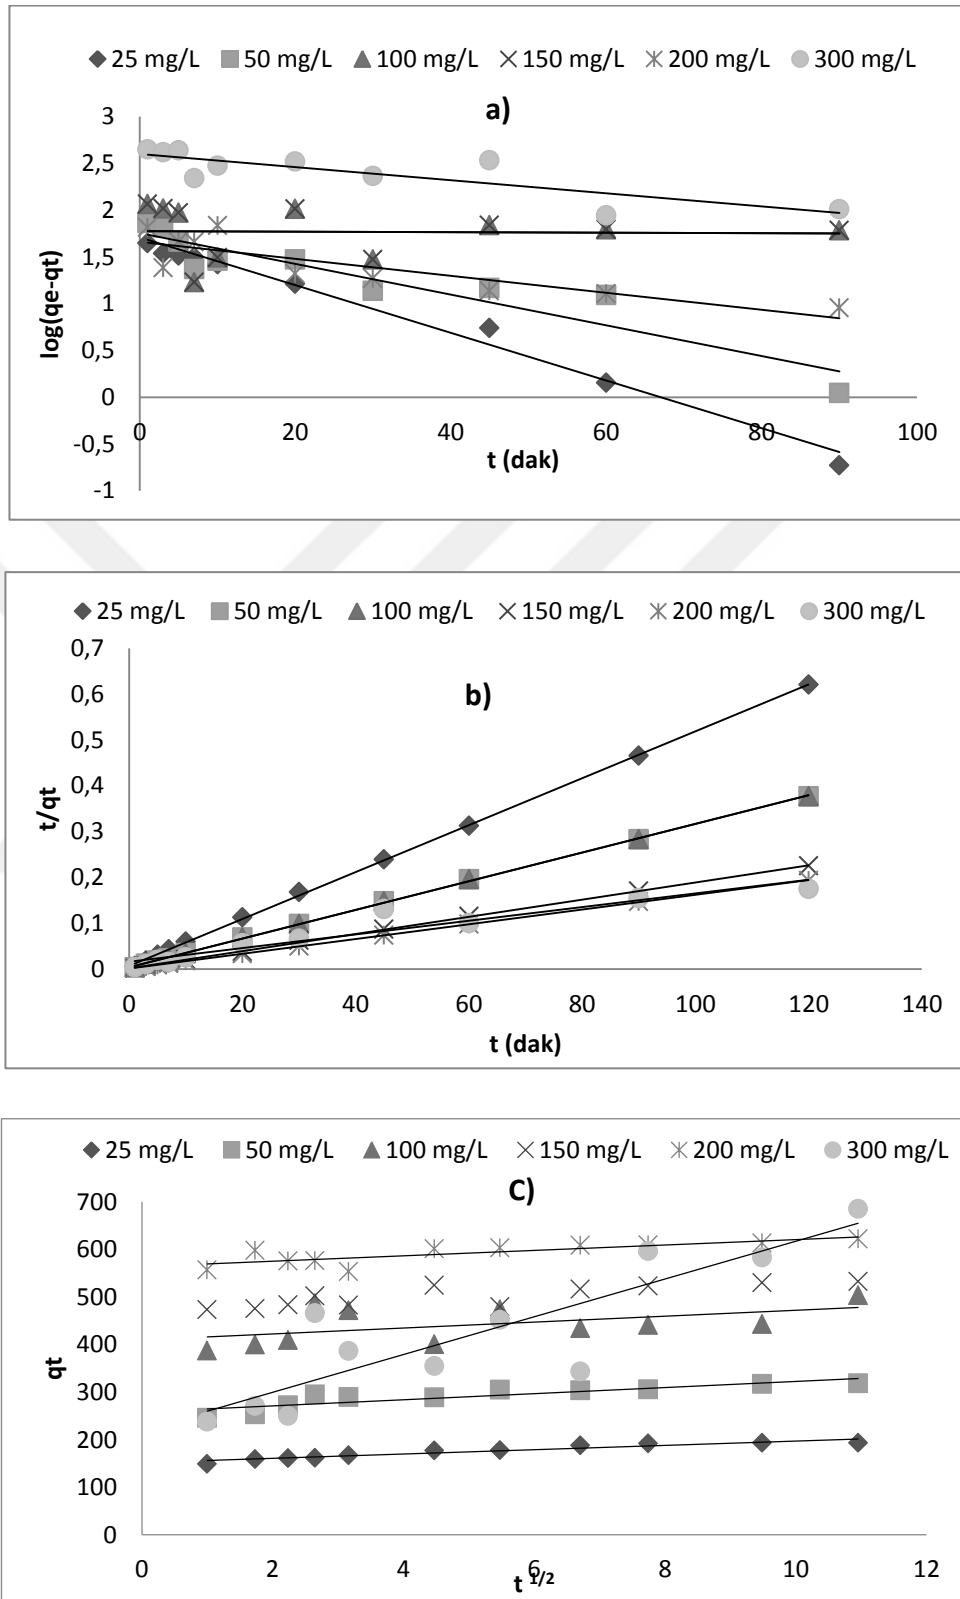 25 mg/L 50 mg/L 100 mg/L 150 mg/L 200 mg/L 300 mg/L
a)
3
2,5
2
1,5
1
0,5
0
-0,5
-1
log(qe-qt)
0 20 40 60 80 100
t (dak)
25 mg/L 50 mg/L 100 mg/L 150 mg/L 200 mg/L 300 mg/L
b)
0,7
0,6
0,5
0,4
0,3
0,2
0,1
0
t/qt
0 20 40 60 80 100 120 140
t (dak)
25 mg/L 50 mg/L 100 mg/L 150 mg/L 200 mg/L 300 mg/L
C)
700
600
500
400
300
200
100
0
qt
0 2 4 6 8 10 12
t 1/2